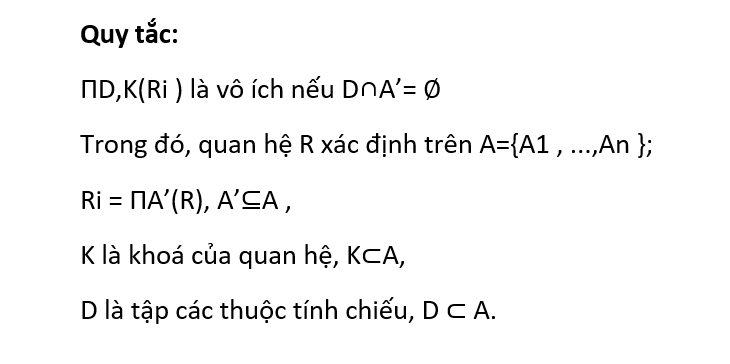 Quy tắc:
ΠD,K(Ri ) là vô ích nếu D∩A’= Ø
Trong đó, quan hệ R xác định trên A={A1 , ...,An };
Ri = ΠA’(R), A’⊆A ,
K là khoá của quan hệ, K⊂A,
D là tập các thuộc tính chiếu, D ⊂ A.